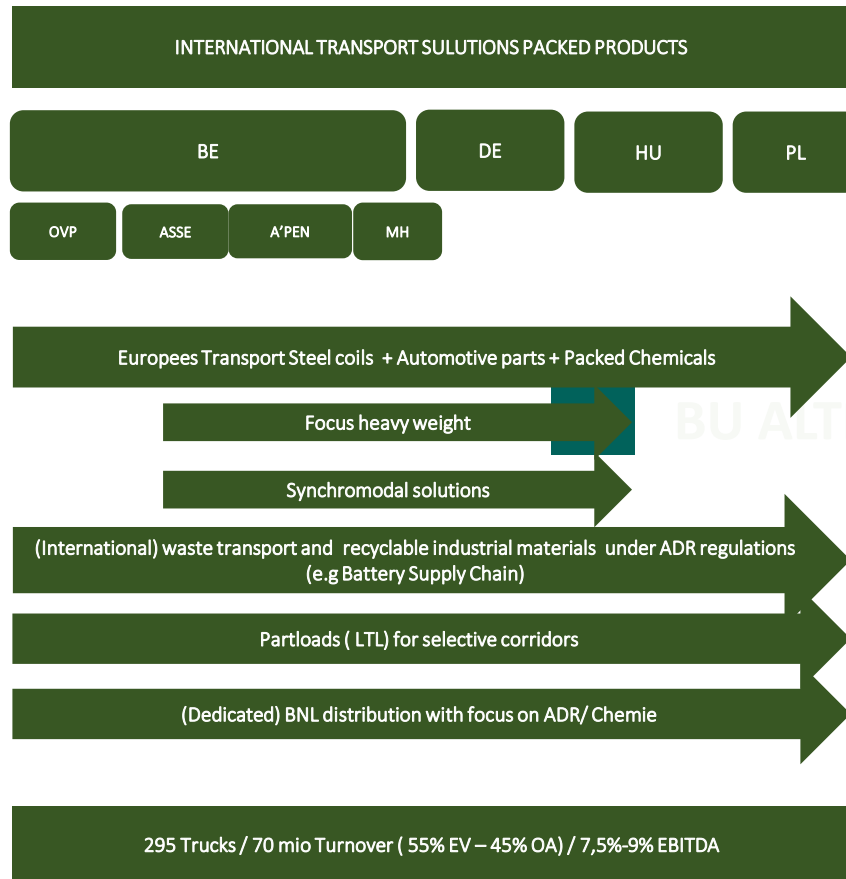 INTERNATIONAL TRANSPORT SULUTIONS PACKED PRODUCTS
BE
DE
HU
PL
OVP
ASSE
A'PEN
MH
Europees Transport Steel coils + Automotive parts + Packed Chemicals
Focus heavy weight
BU ALT
Synchromodal solutions
(International) waste transport and recyclable industrial materials under ADR regulations
(e.g Battery Supply Chain)
Partloads ( LTL) for selective corridors
(Dedicated) BNL distribution with focus on ADR/ Chemie
295 Trucks / 70 mio Turnover ( 55% EV – 45% OA) / 7,5%-9% EBITDA